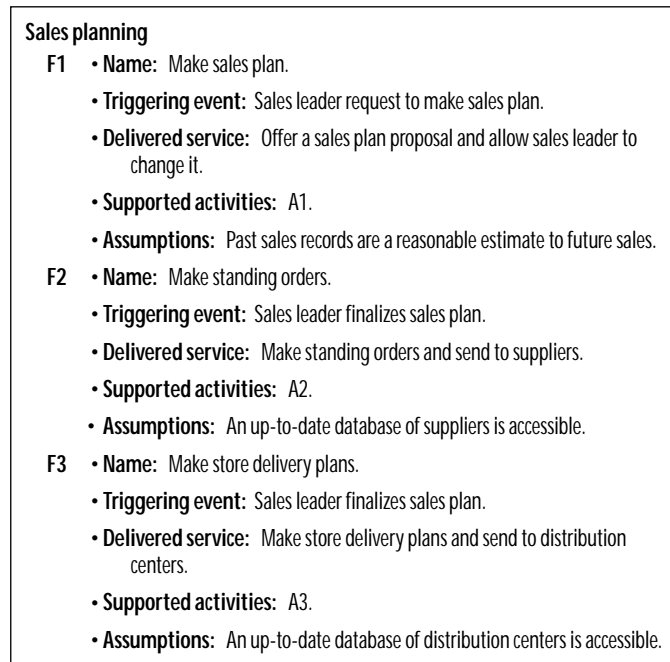 Sales planning
F1 • Name: Make sales plan.
• Triggering event: Sales leader request to make sales plan.
• Delivered service: Offer a sales plan proposal and allow sales leader to
change it.
• Supported activities: A1.
• Assumptions: Past sales records are a reasonable estimate to future sales.
F2 • Name: Make standing orders.
• Triggering event: Sales leader finalizes sales plan.
• Delivered service: Make standing orders and send to suppliers.
• Supported activities: A2.
• Assumptions: An up-to-date database of suppliers is accessible.
F3 • Name: Make store delivery plans.
• Triggering event: Sales leader finalizes sales plan.
• Delivered service: Make store delivery plans and send to distribution
centers.
• Supported activities: A3.
• Assumptions: An up-to-date database of distribution centers is accessible.